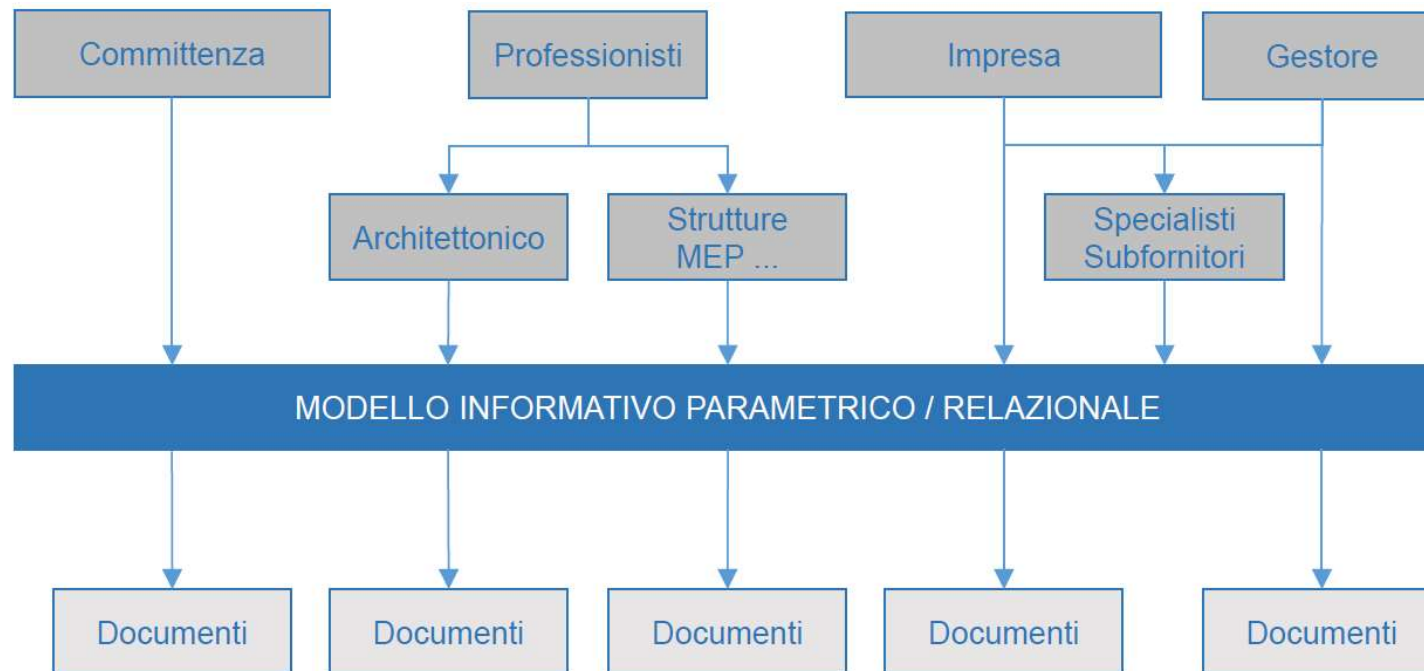 Committenza
Professionisti
Impresa
Gestore
Architettonico
Strutture
MEP ...
Specialisti
Subfornitori
MODELLO INFORMATIVO PARAMETRICO / RELAZIONALE
Documenti
Documenti
Documenti
Documenti
Documenti